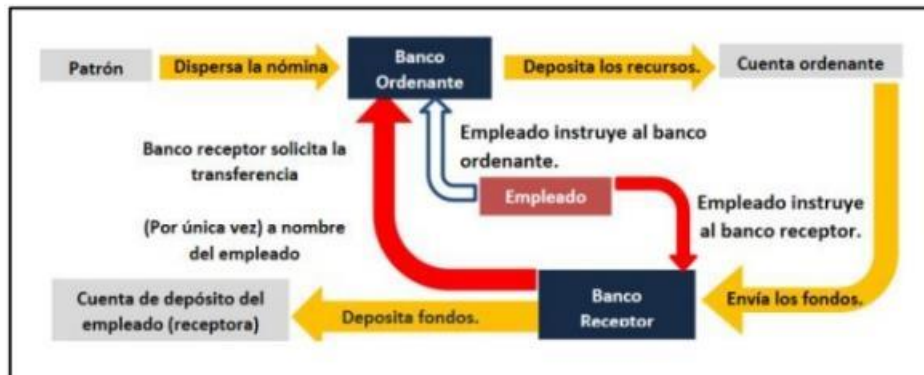 Patrón
Dispersa la nómina
Banco
Ordenante
Deposita los recursos.
Cuenta ordenante
Banco receptor solicita la
transferencia
(Por única vez) a nombre
del empleado
Empleado instruye al banco
ordenante.
Empleado
Empleado instruye
al banco receptor.
Cuenta de depósito del
empleado (receptora)
Deposita fondos.
Banco
Receptor
Envía los fondos.